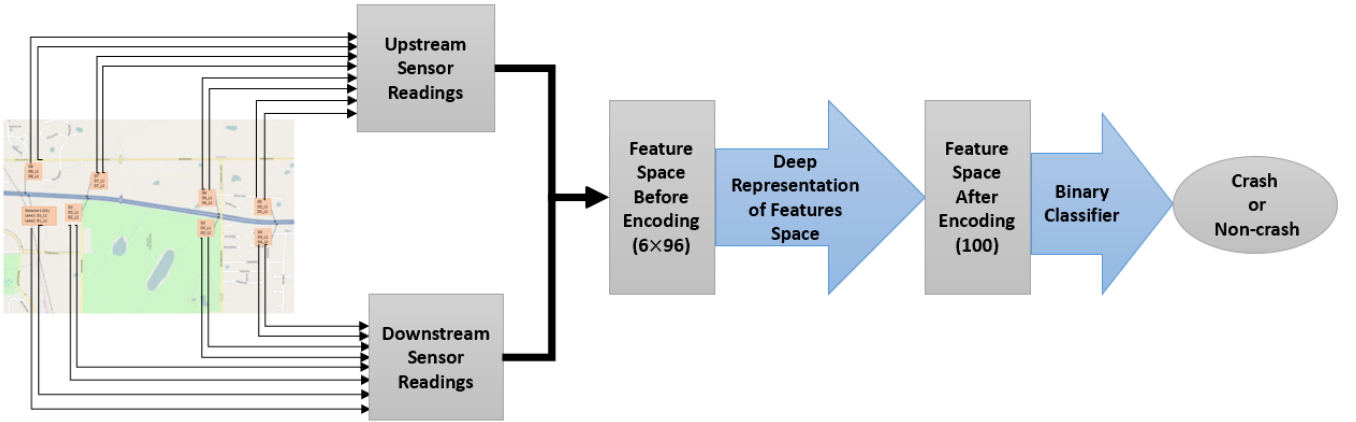 Upstream
Sensor
Readings
Downstream
Sensor
Readings
Feature
Space
Before
Encoding
(6×96)
Deep
Representation
of Features
Space
Feature
Space
After
Encoding
(100)
Binary
Classifier
Crash
or
Non-crash